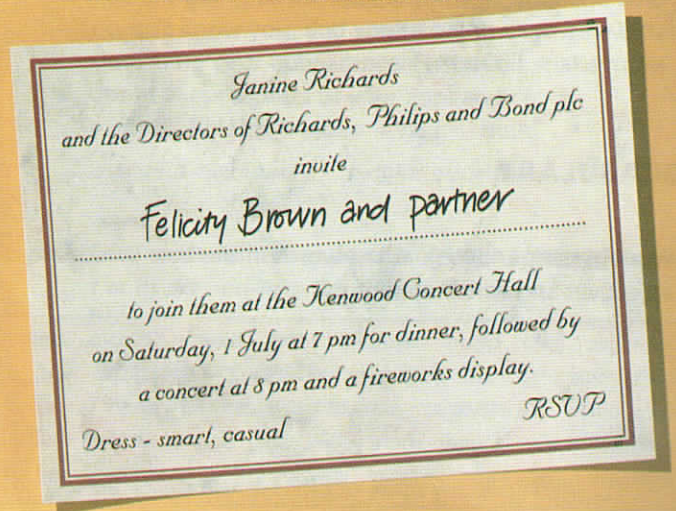 Janine Richards
and the Directors of Richards, Philips and Bond plc
invite
Felicity Brown and partner
to join them at the Kenwood Concert Hall
on Saturday, 1 July at 7 pm for dinner, followed by
a concert at 8 pm and a fireworks display.
RSVP
Dress - smart, casual